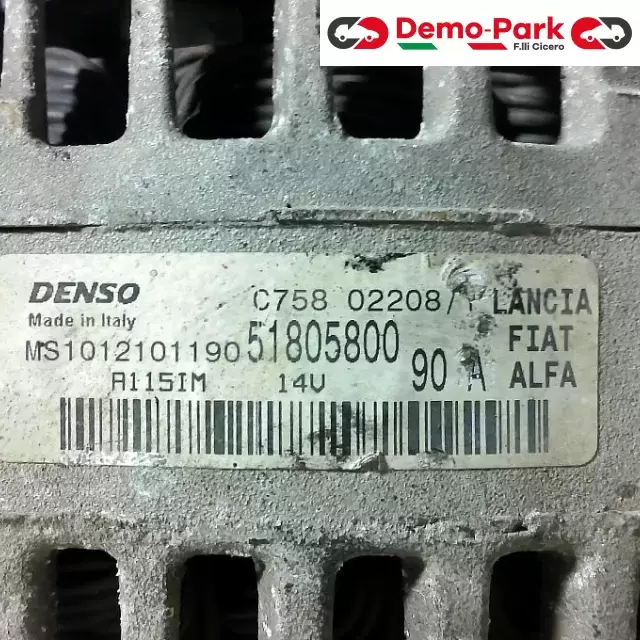 Demo-Park
F.lli Cicero
DENSO
C758 02208/
LANCIA
Made in Italy
MS1012101190
51805800
FIAT
A115IM
14V
90 A
ALFA